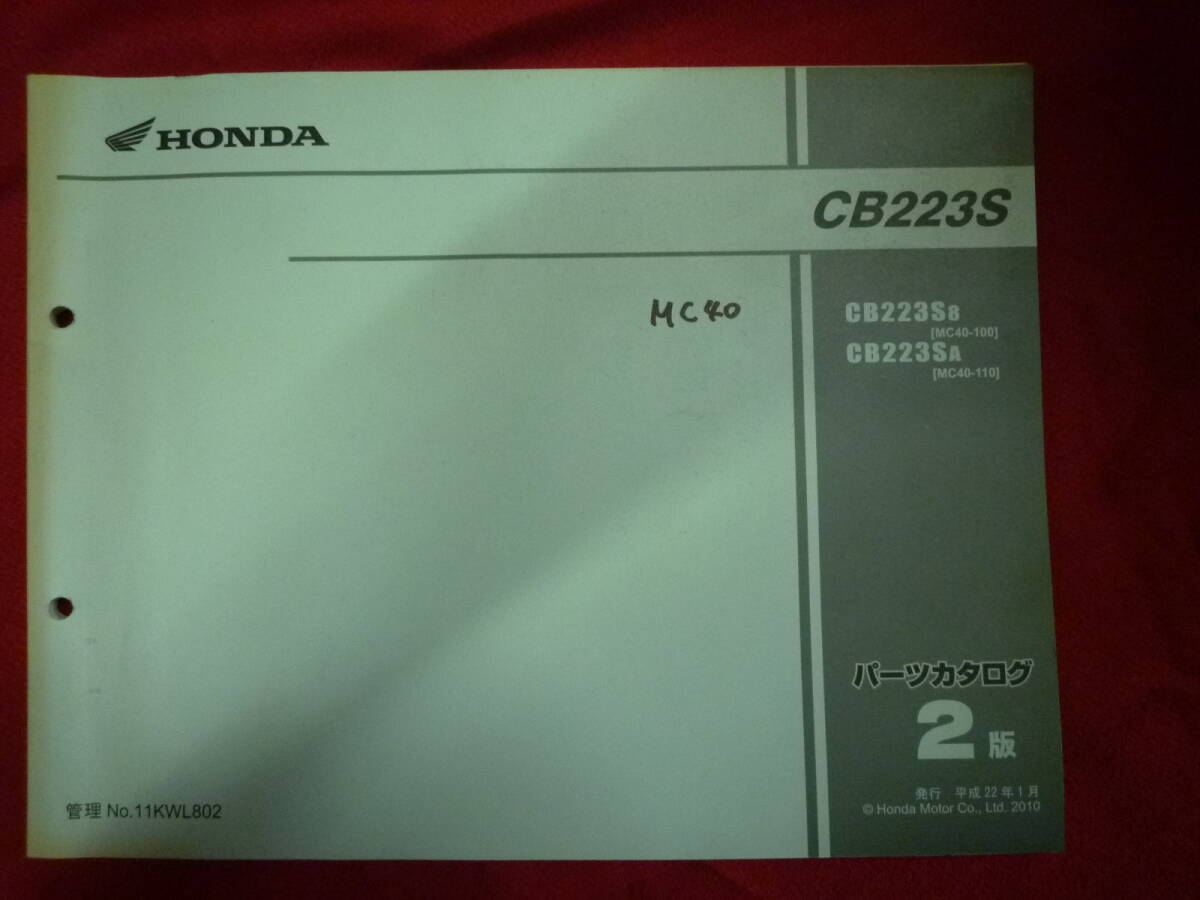 HONDA
CB223S
MC40
CB223S8
[MC40-100]
CB223SA
[MC40-110]
パーツカタログ
2版
発行 平成22年1月
© Honda Motor Co., Ltd. 2010
管理 No.11KWL802